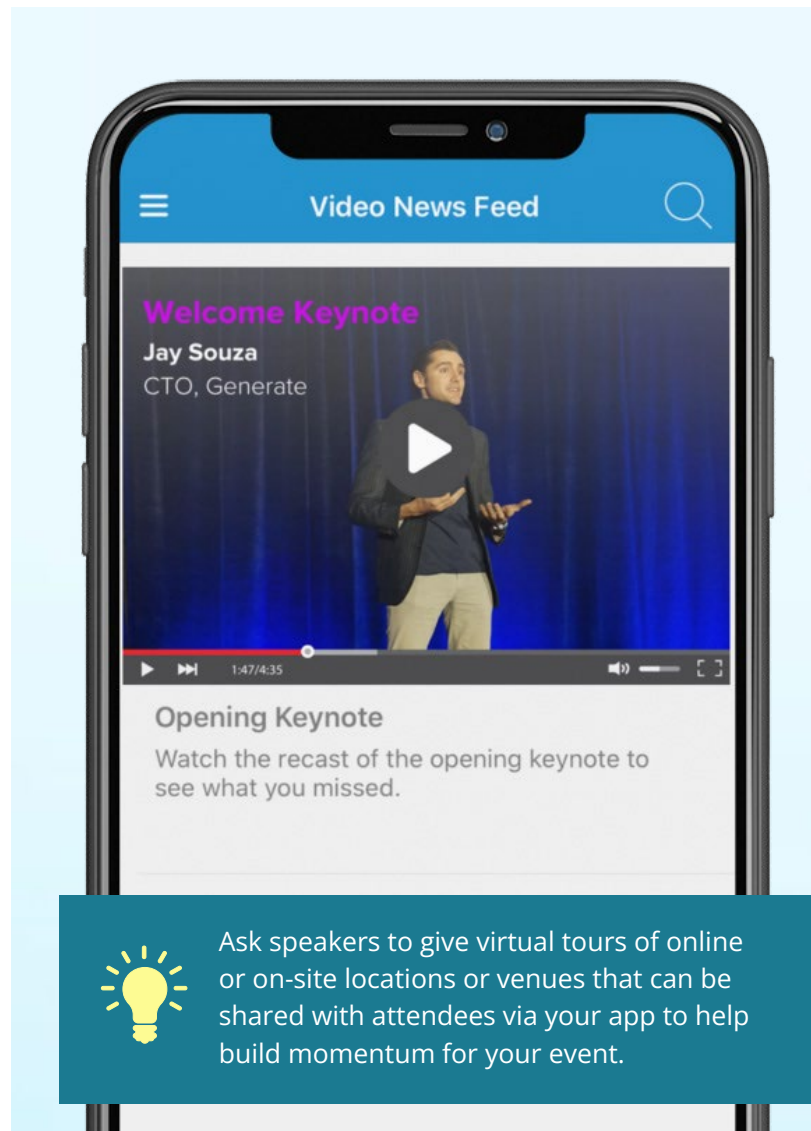 Video News Feed
Welcome Keynote
Jay Souza
CTO, Generate
1:47/4:35
Opening Keynote
Watch the recast of the opening keynote to
see what you missed.
Ask speakers to give virtual tours of online
or on-site locations or venues that can be
shared with attendees via your app to help
build momentum for your event.